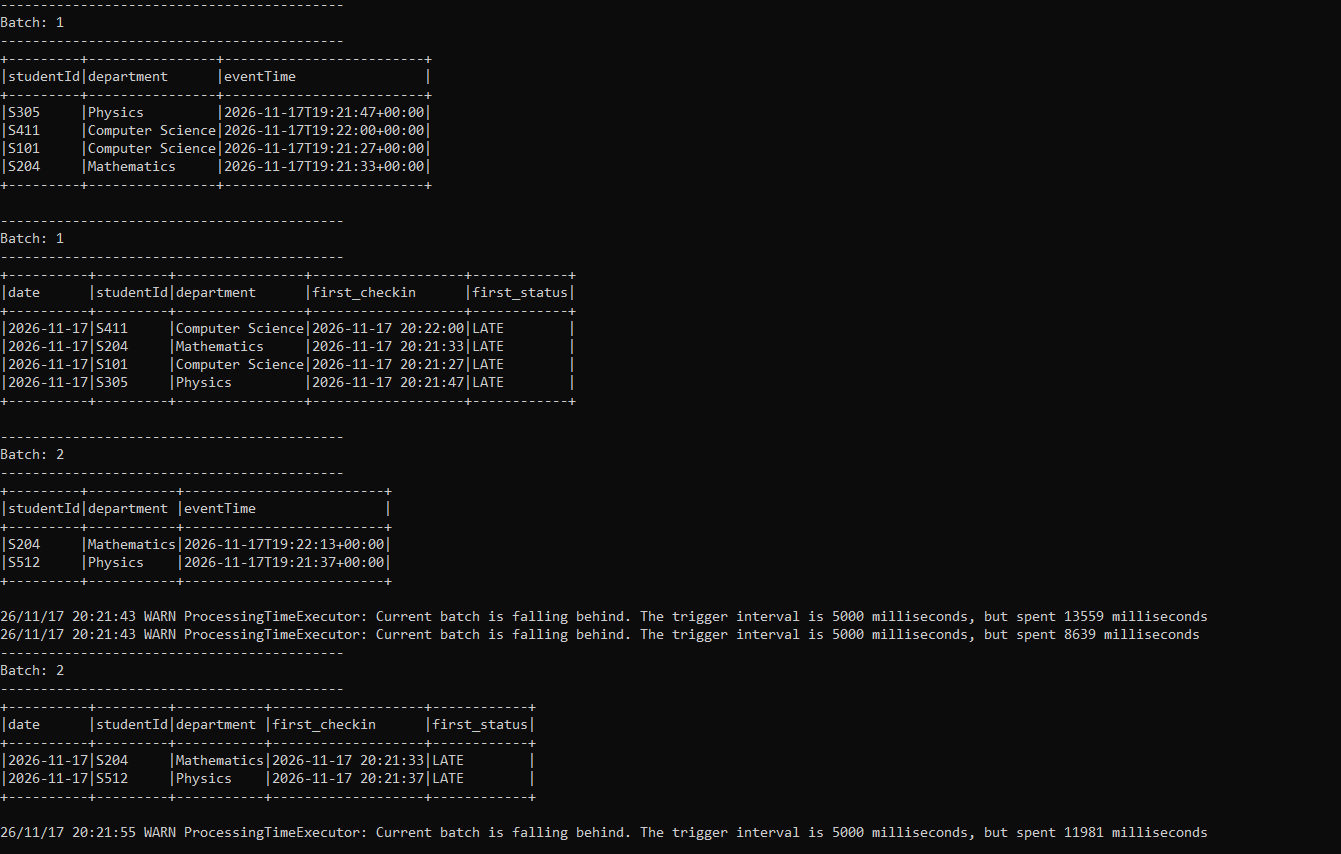 -------------------------------------------
Batch: 1
-------------------------------------------
+---------+----------------+-------------------------+
|studentId|department      |eventTime                |
+---------+----------------+-------------------------+
|S305     |Physics         |2026-11-17T19:21:47+00:00|
|S411     |Computer Science|2026-11-17T19:22:00+00:00|
|S101     |Computer Science|2026-11-17T19:21:27+00:00|
|S204     |Mathematics     |2026-11-17T19:21:33+00:00|
+---------+----------------+-------------------------+

-------------------------------------------
Batch: 1
-------------------------------------------
+----------+---------+----------------+-------------------+------------+
|date      |studentId|department      |first_checkin      |first_status|
+----------+---------+----------------+-------------------+------------+
|2026-11-17|S411     |Computer Science|2026-11-17 20:22:00|LATE        |
|2026-11-17|S204     |Mathematics     |2026-11-17 20:21:33|LATE        |
|2026-11-17|S101     |Computer Science|2026-11-17 20:21:27|LATE        |
|2026-11-17|S305     |Physics         |2026-11-17 20:21:47|LATE        |
+----------+---------+----------------+-------------------+------------+

-------------------------------------------
Batch: 2
-------------------------------------------
+---------+-----------+-------------------------+
|studentId|department |eventTime                |
+---------+-----------+-------------------------+
|S204     |Mathematics|2026-11-17T19:22:13+00:00|
|S512     |Physics    |2026-11-17T19:21:37+00:00|
+---------+-----------+-------------------------+

26/11/17 20:21:43 WARN ProcessingTimeExecutor: Current batch is falling behind. The trigger interval is 5000 milliseconds, but spent 13559 milliseconds
26/11/17 20:21:43 WARN ProcessingTimeExecutor: Current batch is falling behind. The trigger interval is 5000 milliseconds, but spent 8639 milliseconds
-------------------------------------------
Batch: 2
-------------------------------------------
+----------+---------+-----------+-------------------+------------+
|date      |studentId|department |first_checkin      |first_status|
+----------+---------+-----------+-------------------+------------+
|2026-11-17|S204     |Mathematics|2026-11-17 20:21:33|LATE        |
|2026-11-17|S512     |Physics    |2026-11-17 20:21:37|LATE        |
+----------+---------+-----------+-------------------+------------+

26/11/17 20:21:55 WARN ProcessingTimeExecutor: Current batch is falling behind. The trigger interval is 5000 milliseconds, but spent 11981 milliseconds